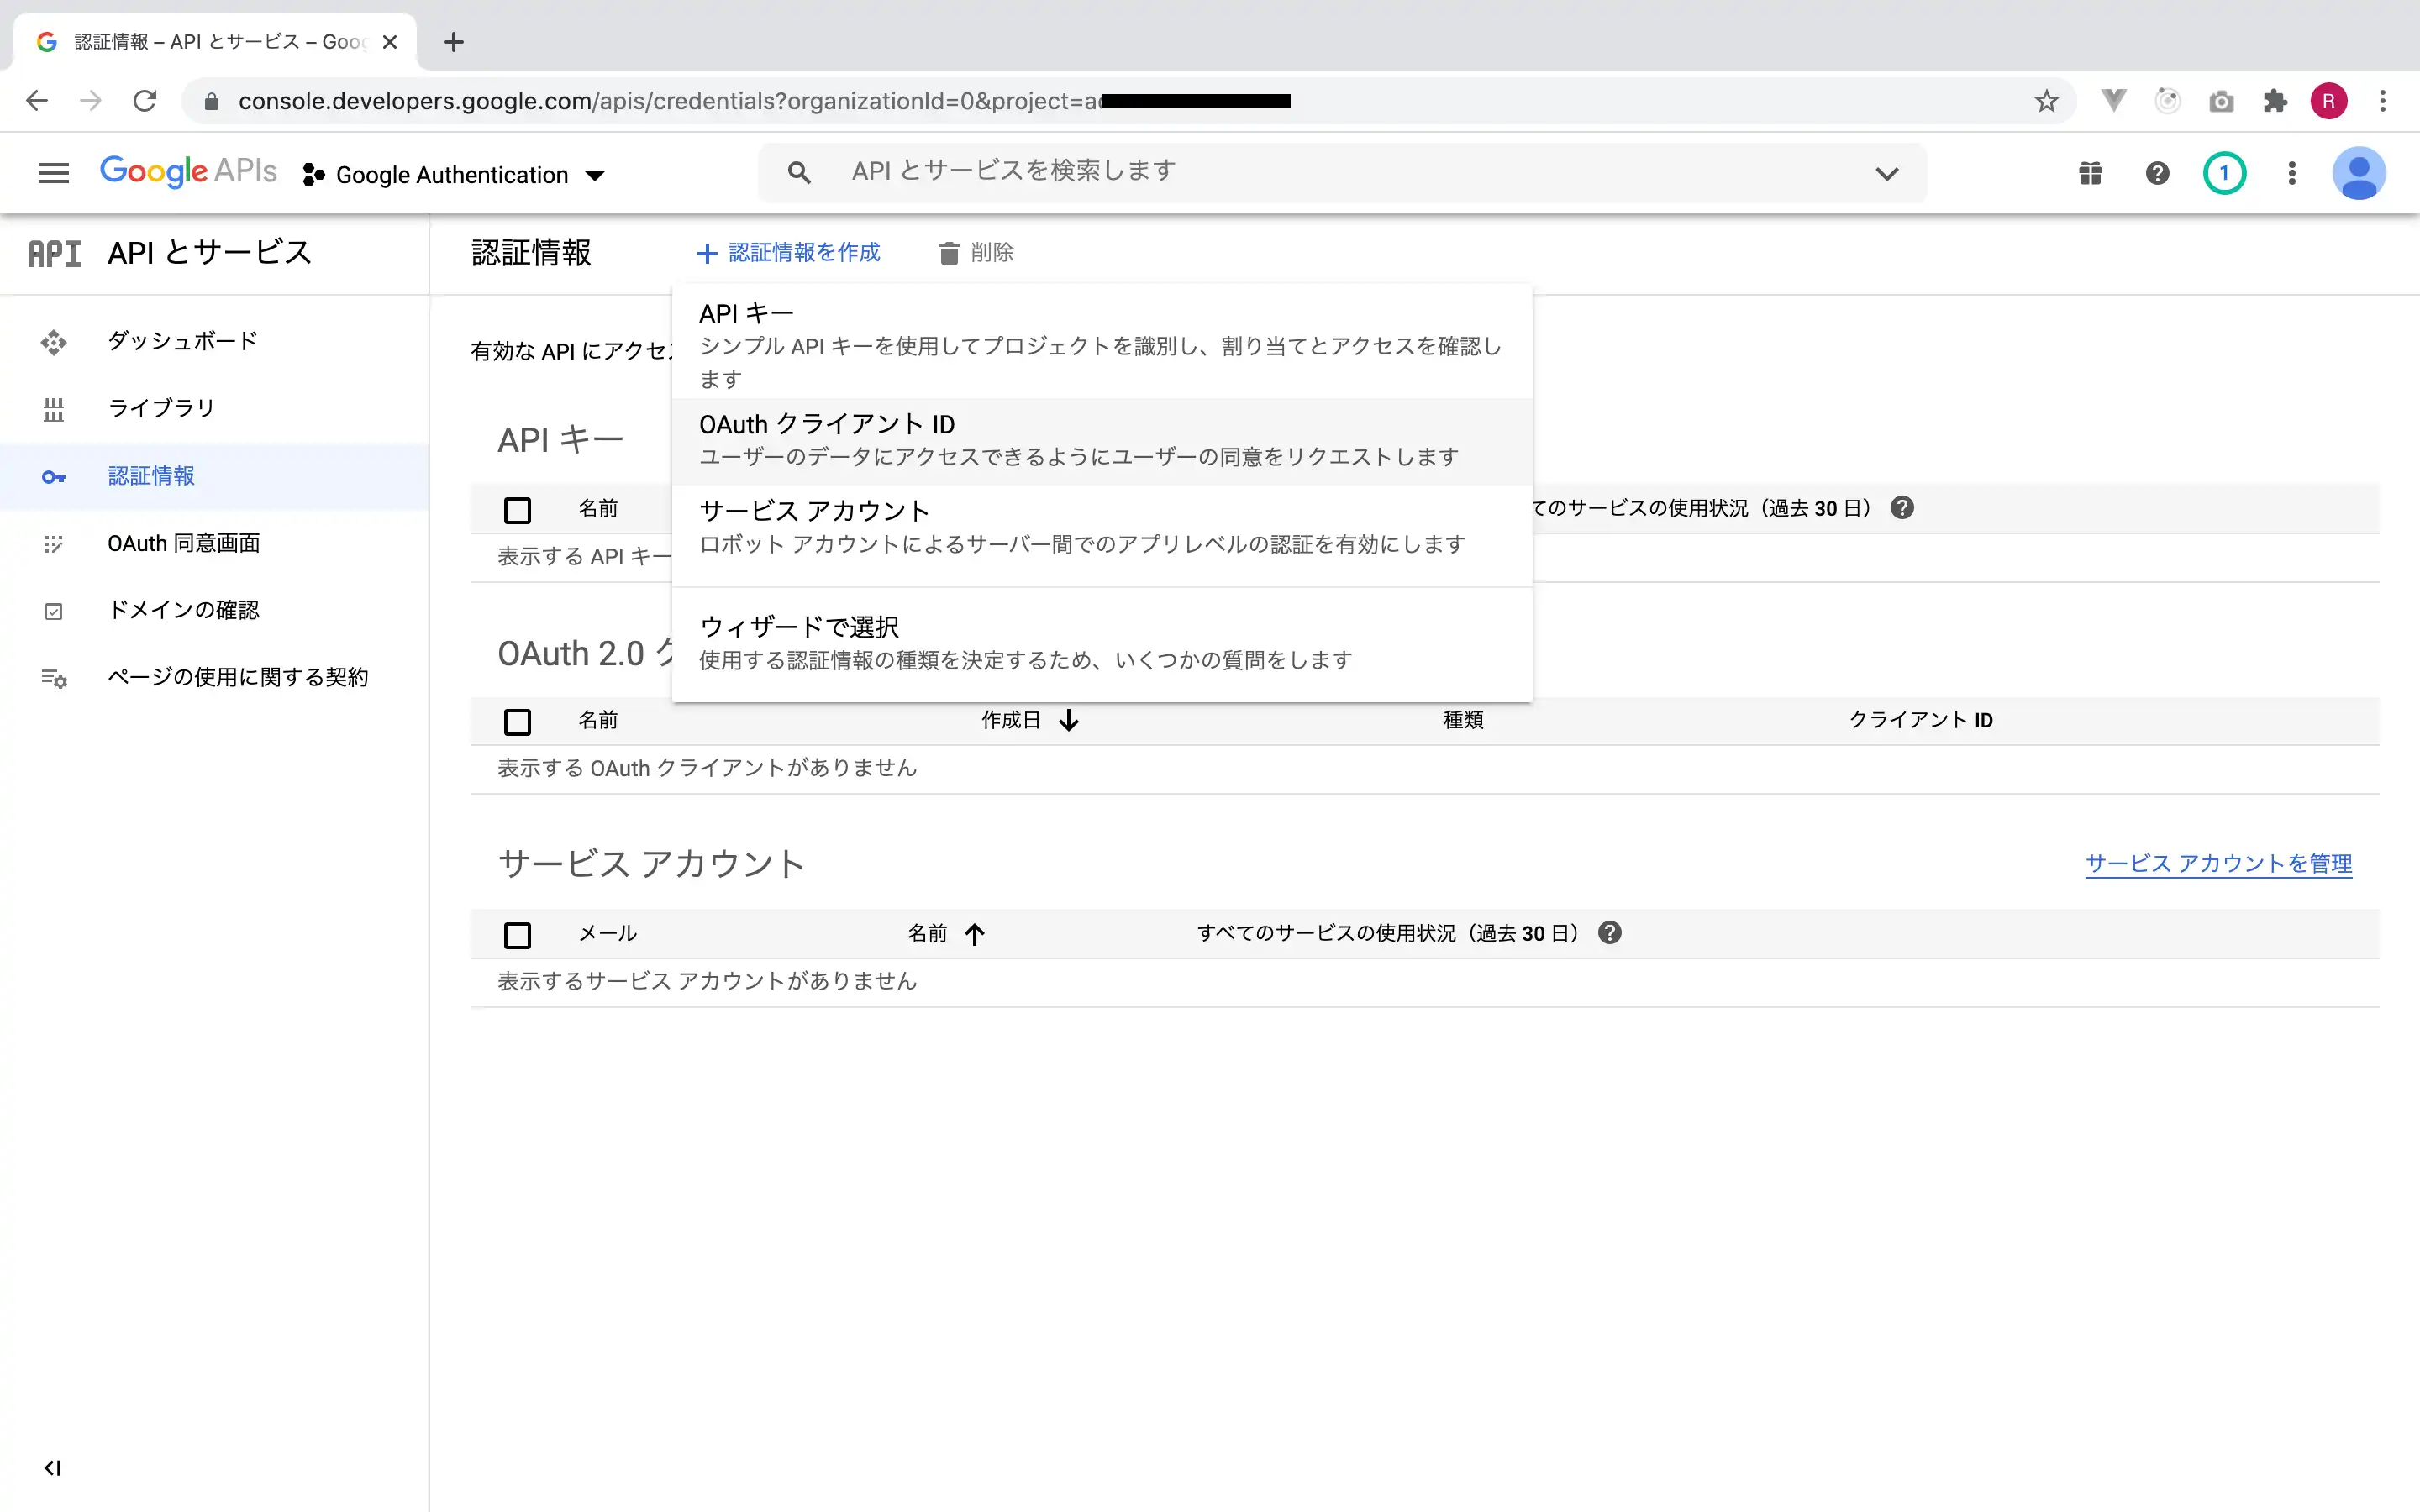 認証情報 – API とサービス – Goog
console.developers.google.com/apis/credentials?organizationId=0&project=a
R
Google APIs
Google Authentication
API とサービスを検索します
1
API
API とサービス
認証情報
認証情報を作成
削除
ダッシュボード
ライブラリ
認証情報
OAuth 同意画面
ドメインの確認
ページの使用に関する契約
有効な API にアクセ
API キー
シンプル API キーを使用してプロジェクトを識別し、割り当てとアクセスを確認し
ます
OAuth クライアント ID
ユーザーのデータにアクセスできるようにユーザーの同意をリクエストします
サービス アカウント
ロボット アカウントによるサーバー間でのアプリレベルの認証を有効にします
ウィザードで選択
使用する認証情報の種類を決定するため、いくつかの質問をします
API キー
名前
てのサービスの使用状況（過去 30 日）
表示する API キー
OAuth 2.0 ク
名前
作成日
種類
クライアント ID
表示する OAuth クライアントがありません
サービス アカウント
サービス アカウントを管理
メール
名前
すべてのサービスの使用状況（過去 30 日）
表示するサービス アカウントがありません